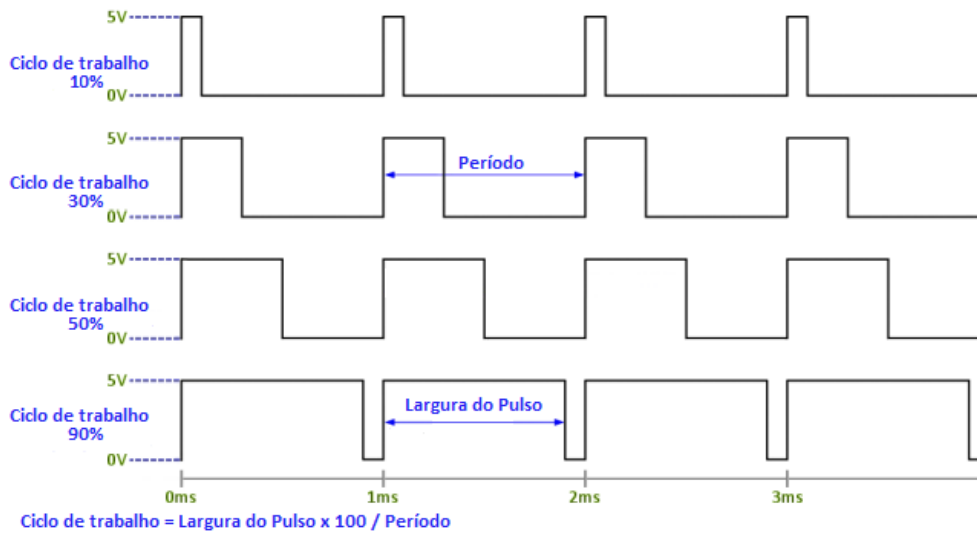 5V
Ciclo de trabalho
10%
0V
5V
Período
Ciclo de trabalho
30%
0V
5V
Ciclo de trabalho
50%
0V
5V
Largura do Pulso
Ciclo de trabalho
90%
0V
0ms 1ms 2ms 3ms
Ciclo de trabalho = Largura do Pulso x 100 / Período